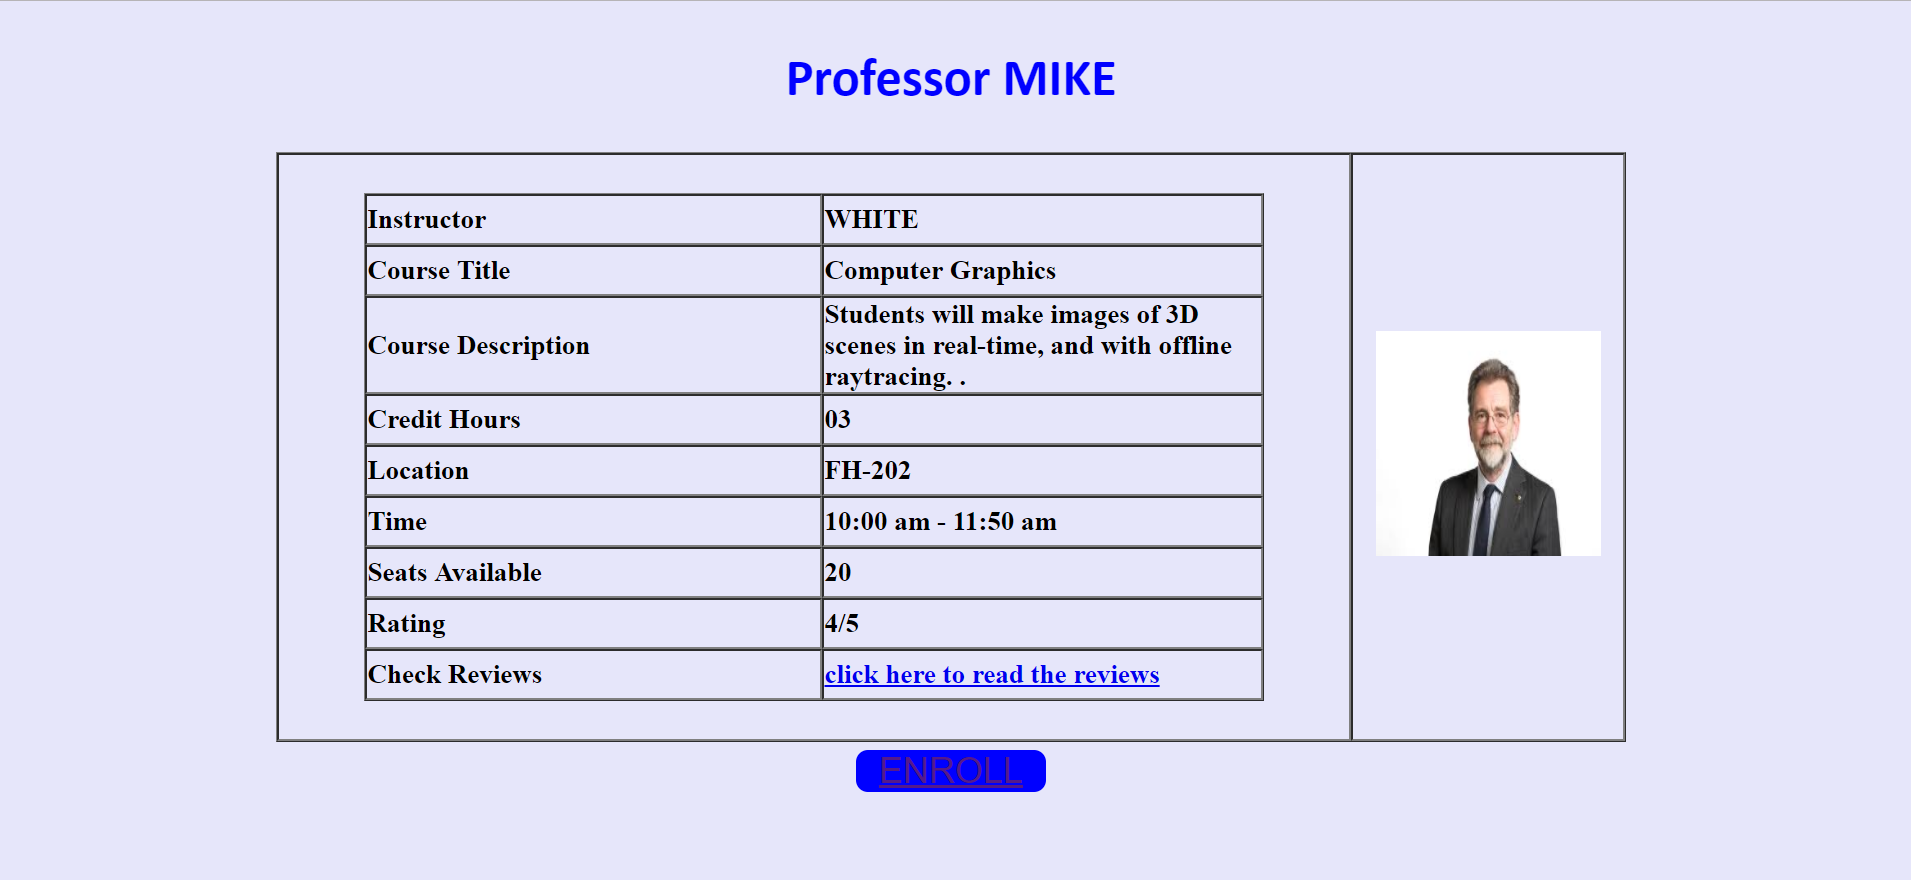 Professor MIKE
Instructor
WHITE
Course Title
Computer Graphics
Course Description
Students will make images of 3D
scenes in real-time, and with offline
raytracing. .
Credit Hours
03
Location
FH-202
Time
10:00 am - 11:50 am
Seats Available
20
Rating
4/5
Check Reviews
click here to read the reviews
ENROLL